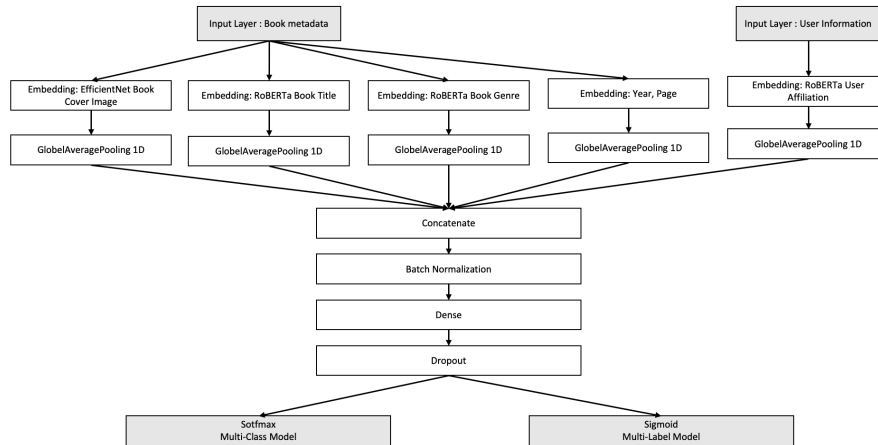 Input Layer : Book metadata
Input Layer : User Information
Embedding: EfficientNet Book
Cover Image
Embedding: RoBERTa Book Title
Embedding: RoBERTa Book Genre
Embedding: Year, Page
Embedding: RoBERTa User
Affiliation
GlobelAveragePooling 1D
GlobelAveragePooling 1D
GlobelAveragePooling 1D
GlobelAveragePooling 1D
GlobelAveragePooling 1D
Concatenate
Batch Normalization
Dense
Dropout
Sotfmax
Multi-Class Model
Sigmoid
Multi-Label Model